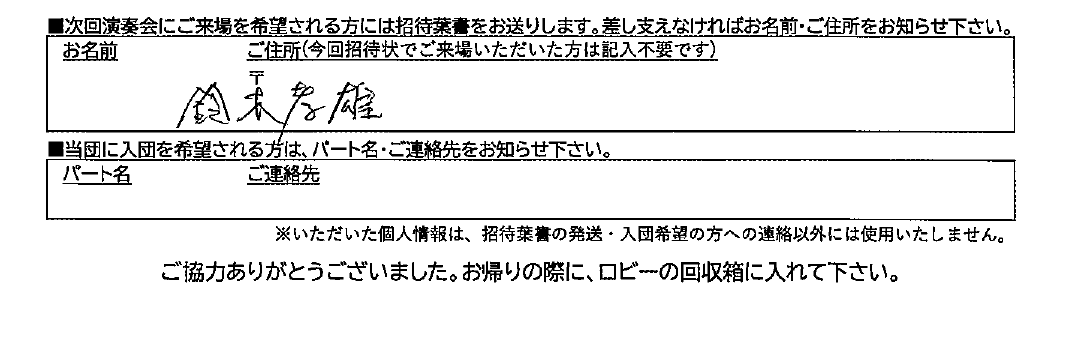 ■次回演奏会にご来場を希望される方には招待葉書をお送りします。差し支えなければお名前・ご住所をお知らせ下さい。
お名前 ご住所(今回招待状でご来場いただいた方は記入不要です)
〒
鈴木孝雄
■当団に入団を希望される方は、パート名・ご連絡先をお知らせ下さい。
パート名 ご連絡先
※いただいた個人情報は、招待葉書の発送・入団希望の方への連絡以外には使用いたしません。
ご協力ありがとうございました。お帰りの際に、ロビーの回収箱に入れて下さい。